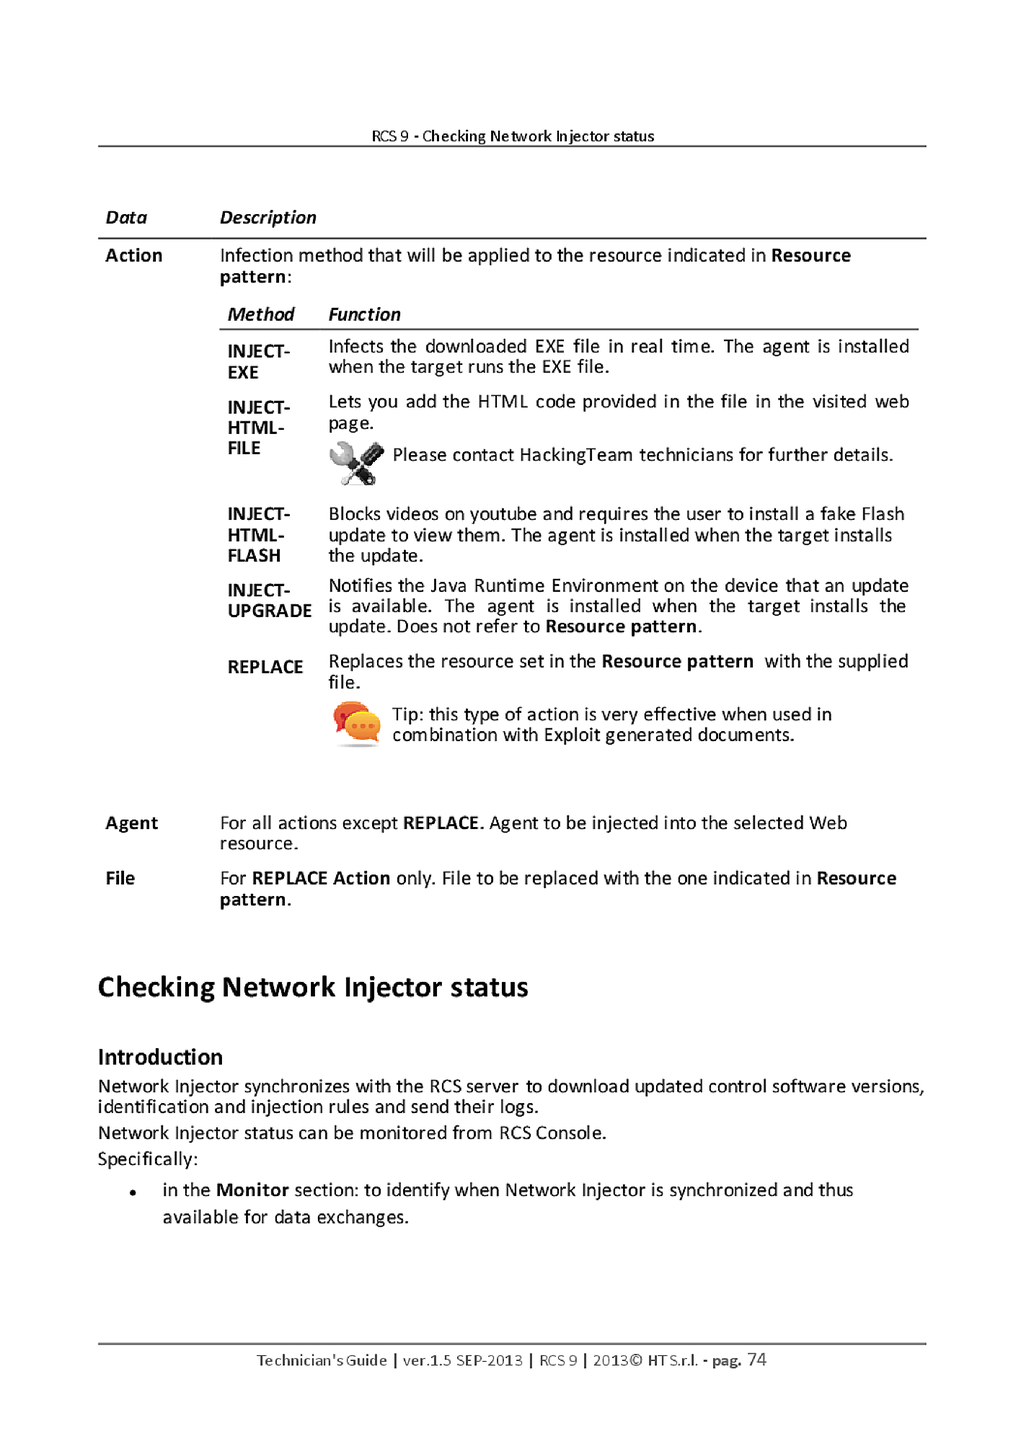 RCS 9 - Checking Network Injector status
Data Description
Action Infection method that will be applied to the resource indicated in Resource
pattern:
Method Function
INJECT-
EXE
Infects the downloaded EXE file in real time. The agent is installed
when the target runs the EXE file.
INJECT-
HTML-
FILE
Lets you add the HTML code provided in the file in the visited web
page.
Please contact HackingTeam technicians for further details.
INJECT-
HTML-
FLASH
Blocks videos on youtube and requires the user to install a fake Flash
update to view them. The agent is installed when the target installs
the update.
INJECT-
UPGRADE
Notifies the Java Runtime Environment on the device that an update
is available. The agent is installed when the target installs the
update. Does not refer to Resource pattern.
REPLACE
Replaces the resource set in the Resource pattern with the supplied
file.
Tip: this type of action is very effective when used in
combination with Exploit generated documents.
Agent For all actions except REPLACE. Agent to be injected into the selected Web
resource.
File For REPLACE Action only. File to be replaced with the one indicated in Resource
pattern.
Checking Network Injector status
Introduction
Network Injector synchronizes with the RCS server to download updated control software versions,
identification and injection rules and send their logs.
Network Injector status can be monitored from RCS Console.
Specifically:
• in the Monitor section: to identify when Network Injector is synchronized and thus
available for data exchanges.
Technician's Guide | ver.1.5 SEP-2013 | RCS 9 | 2013© HT S.r.l. - pag. 74